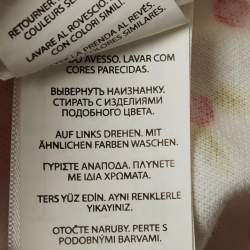 RETOURNER.
COULEURS SE
LAVARE AL ROVESCIO.
CON COLORI SIMILI.
LA PRENDA AL REVÉS
COLORES SIMILARES.
AVESSO. LAVAR COM
CORES PARECIDAS.
ВЫВЕРНУТЬ НАИЗНАНКУ.
СТИРАТЬ С ИЗДЕЛИЯМИ
ПОДОБНОГО ЦВЕТА.
AUF LINKS DREHEN. MIT
ÄHNLICHEN FARBEN WASCHEN.
ΓΥΡΙΣΤΕ ΑΝΑΠΟΔΑ. ΠΛΥΝΕΤΕ
ΜΕ ΙΔΙΑ ΧΡΩΜΑΤΑ.
TERS YÜZ EDİN. AYNI RENKLERLE
YIKAYINIZ.
OTOČTE NARUBY. PERTE S
PODOBNÝMI BARVAMI.